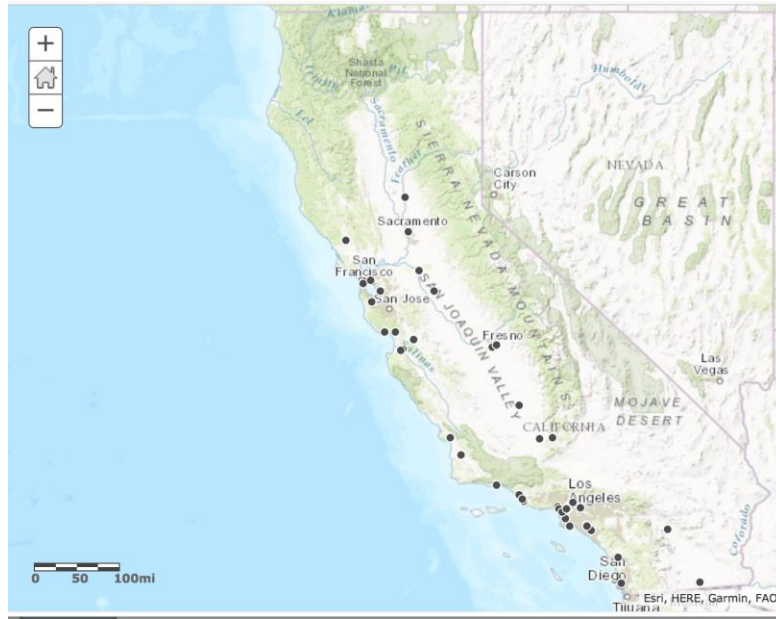 +
−
Klamath
Shasta
National
Forest
Pit
Trinity
Humboldt
Eel
Sacramento
Feather
SIERRA NEVADA MOUNTAINS
NEVADA
Carson
City
GREAT
BASIN
Sacramento
San
Francisco
San Jose
SAN JOAQUIN VALLEY
Fresno
Salinas
Las
Vegas
MOJAVE
DESERT
CALIFORNIA
Los
Angeles
Colorado
San
Diego
Tijuana
0 50 100mi
Esri, HERE, Garmin, FAO